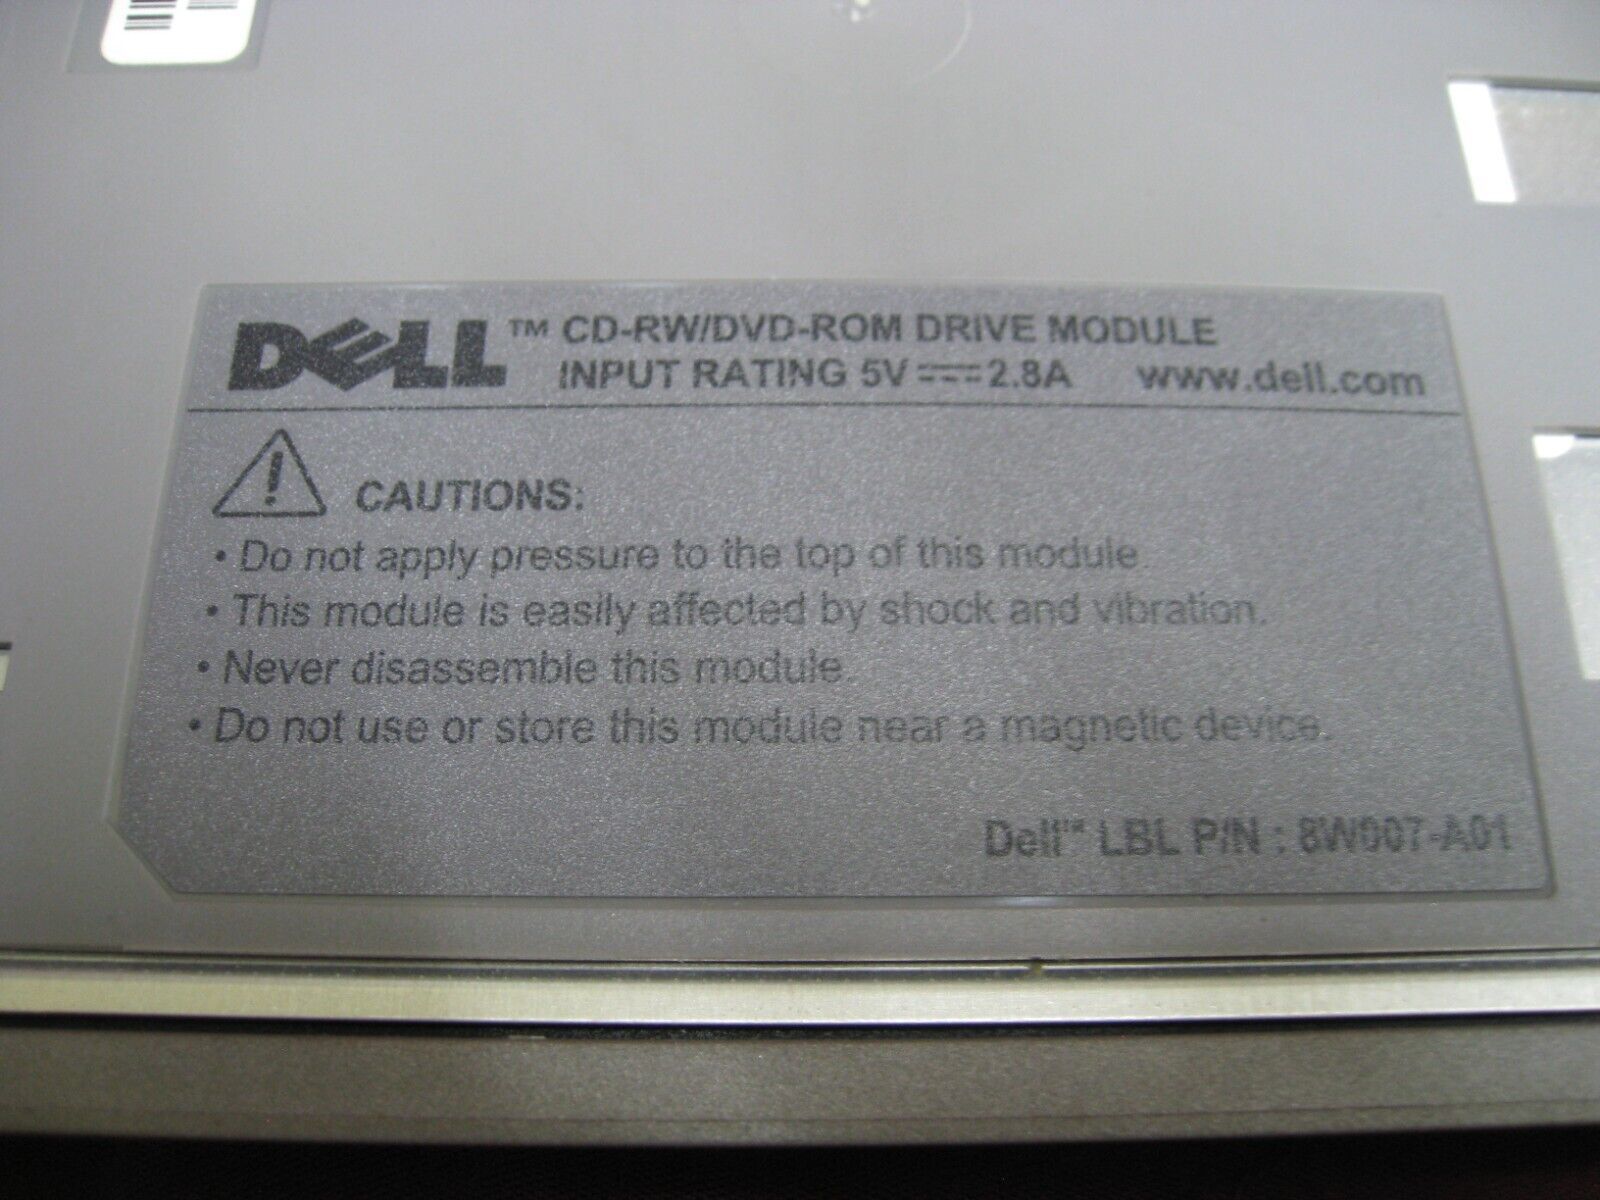 DELL™ CD-RW/DVD-ROM DRIVE MODULE
INPUT RATING 5V ⎓ 2.8A www.dell.com
CAUTIONS:
• Do not apply pressure to the top of this module.
• This module is easily affected by shock and vibration.
• Never disassemble this module.
• Do not use or store this module near a magnetic device.
Dell™ LBL P/N : 8W007-A01